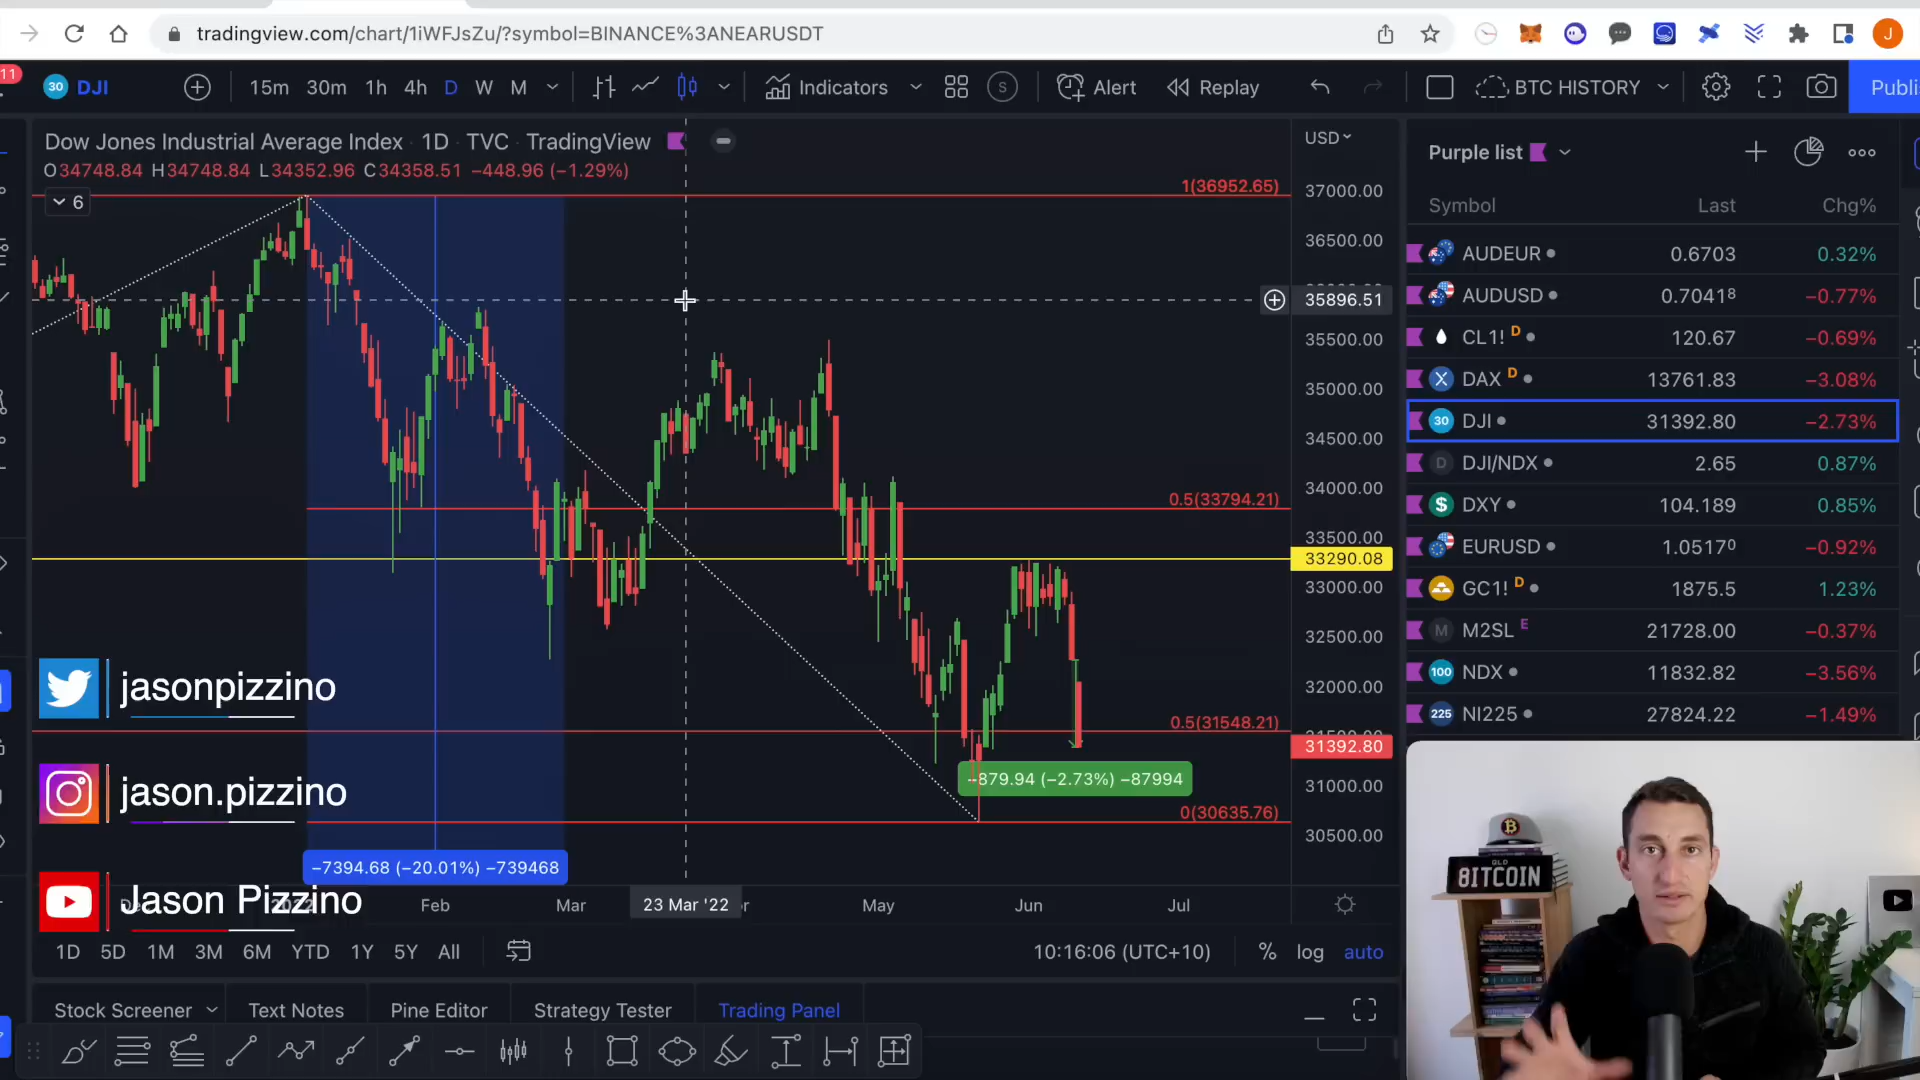 tradingview.com/chart/1iWFJsZu/?symbol=BINANCE%3ANEARUSDT
J
11
30 DJI 15m 30m 1h 4h D W M Indicators S Alert Replay BTC HISTORY Publi
Dow Jones Industrial Average Index · 1D · TVC · TradingView
O34748.84 H34748.84 L34352.96 C34358.51 −448.96 (−1.29%)
6
USD
1(36952.65)
37000.00
36500.00
35896.51
35500.00
35000.00
34500.00
34000.00
0.5(33794.21)
33500.00
33290.08
33000.00
32500.00
32000.00
0.5(31548.21)
31392.80
31000.00
0(30635.76)
30500.00
−879.94 (−2.73%) −87994
−7394.68 (−20.01%) −739468
jasonpizzino
jason.pizzino
Jason Pizzino
Feb Mar 23 Mar '22 May Jun Jul
1D 5D 1M 3M 6M YTD 1Y 5Y All 10:16:06 (UTC+10) % log auto
Stock Screener Text Notes Pine Editor Strategy Tester Trading Panel
Purple list
Symbol Last Chg%
AUDEUR 0.6703 0.32%
AUDUSD 0.70418 −0.77%
CL1! D 120.67 −0.69%
DAX D 13761.83 −3.08%
30 DJI 31392.80 −2.73%
D DJI/NDX 2.65 0.87%
$ DXY 104.189 0.85%
EURUSD 1.05170 −0.92%
GC1! D 1875.5 1.23%
M M2SL E 21728.00 −0.37%
100 NDX 11832.82 −3.56%
225 NI225 27824.22 −1.49%
QLD
8ITCOIN